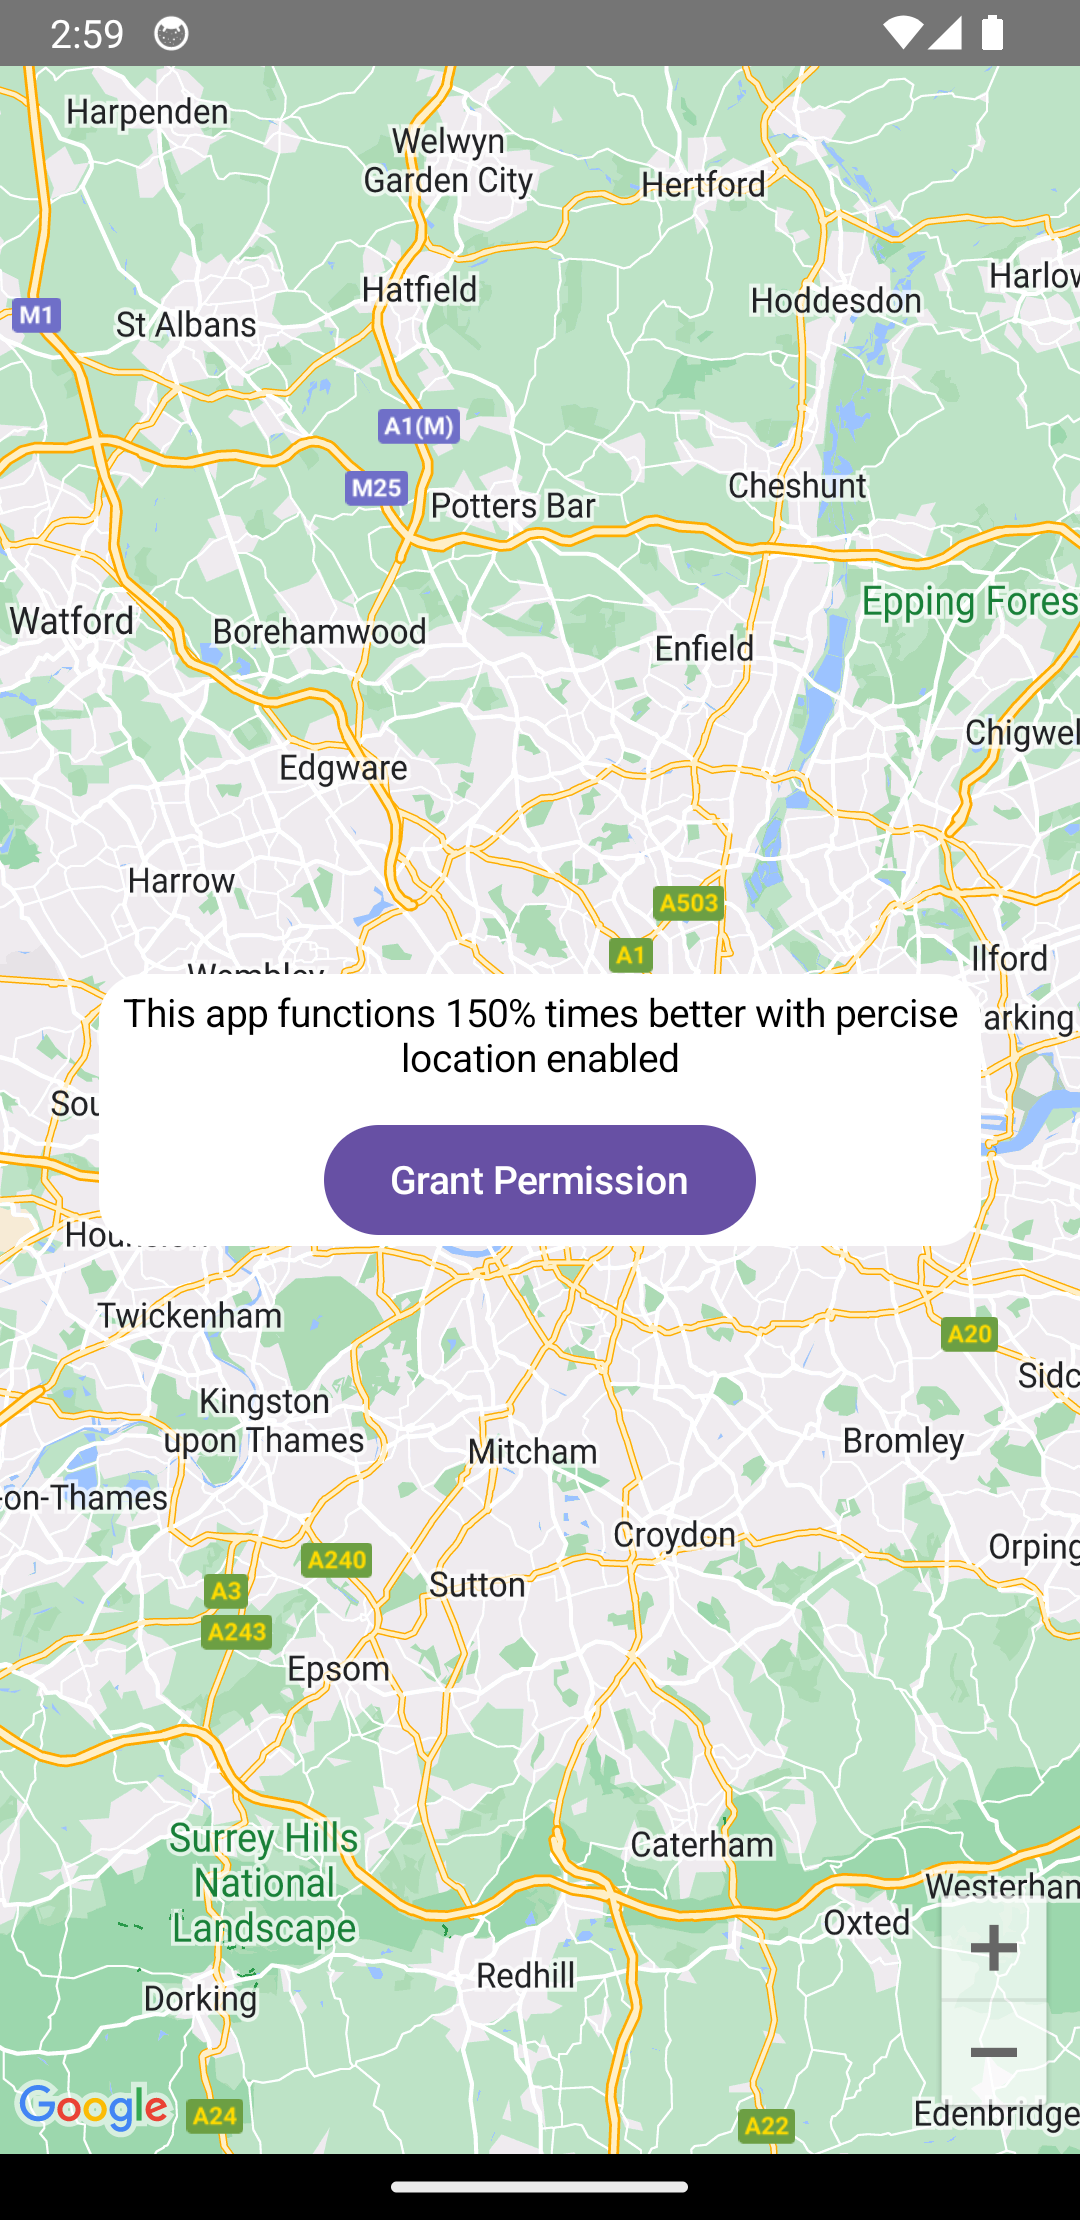 2:59
Harpenden
Welwyn
Garden City
Hertford
Harlow
Hatfield
Hoddesdon
M1
St Albans
A1(M)
M25
Potters Bar
Cheshunt
Epping Fores
Watford
Borehamwood
Enfield
Chigwel
Edgware
Harrow
A503
A1
Ilford
Wembley
This app functions 150% times better with percise
location enabled
arking
Sou
Grant Permission
Hounslow
Twickenham
A20
Sidc
Kingston
upon Thames
Mitcham
Bromley
-on-Thames
Croydon
Orping
A240
A3
Sutton
A243
Epsom
Surrey Hills
National
Landscape
Caterham
Westerham
Oxted
Redhill
Dorking
Google
A24
A22
Edenbridge